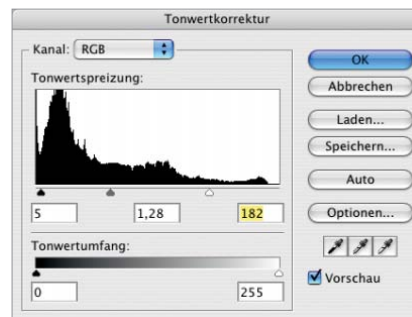 Tonwertkorrektur
Kanal: RGB
OK
Tonwertspreizung:
Abbrechen
Laden...
Speichern...
Auto
5 1,28 182
Optionen...
Tonwertumfang:
Vorschau
0 255